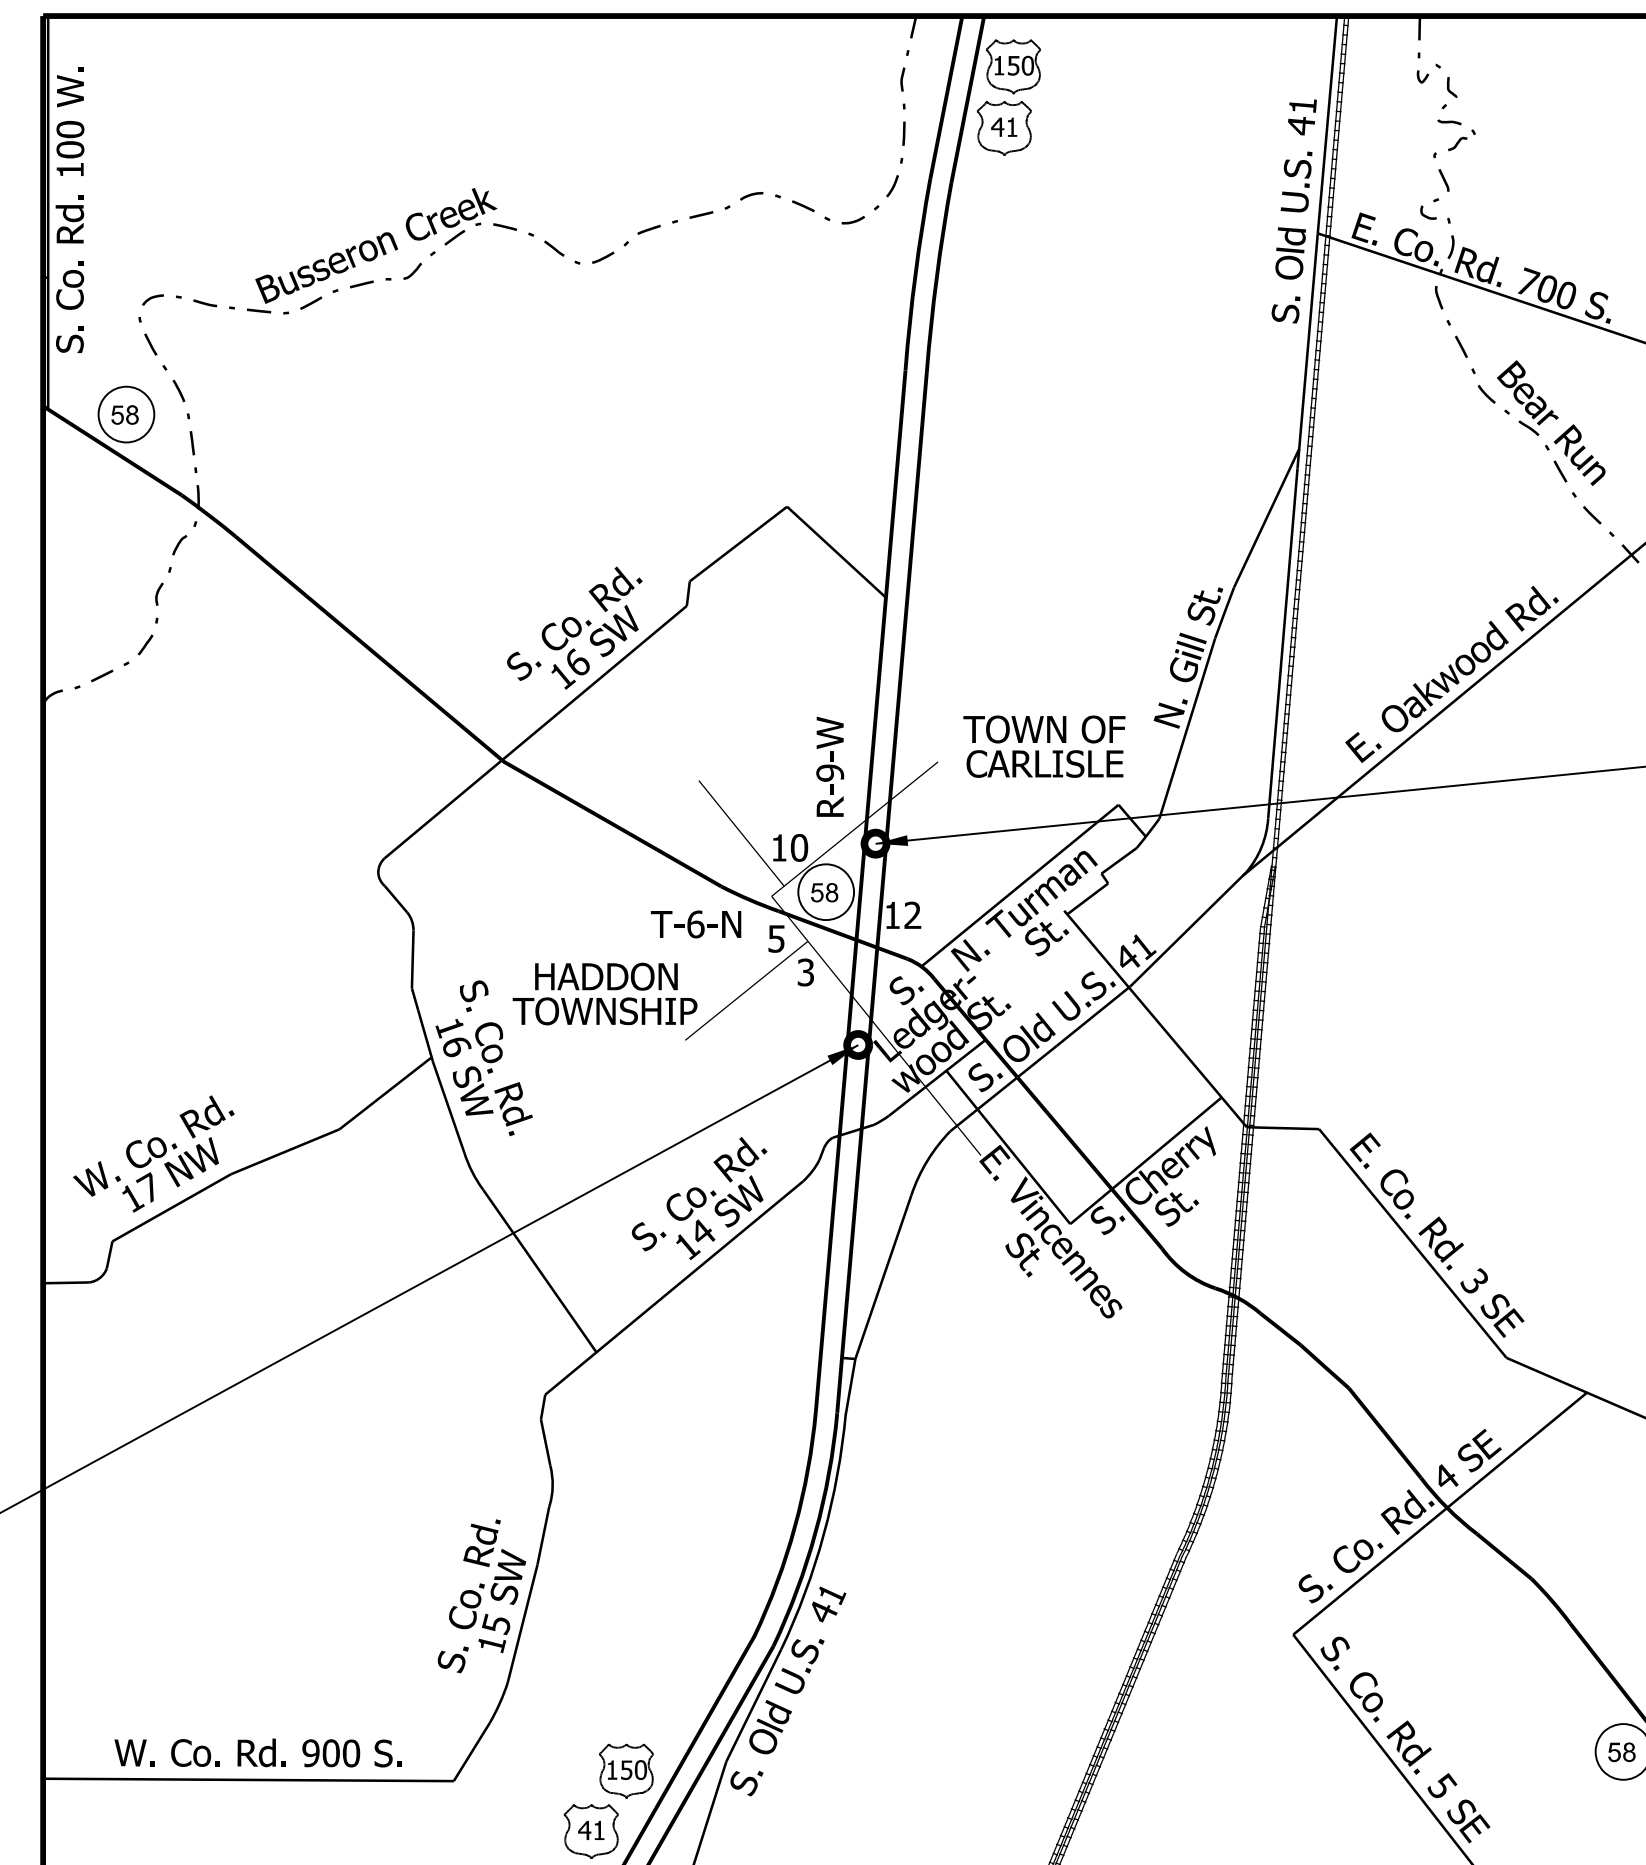 150
41
S. Co. Rd. 100 W.
Busseron Creek
S. Old U.S. 41
E. Co. Rd. 700 S.
Bear Run
58
S. Co. Rd.
16 SW
N. Gill St.
E. Oakwood Rd.
R-9-W
TOWN OF
CARLISLE
10
58
12
T-6-N
5
3
HADDON
TOWNSHIP
N. Turman
St.
S.
Ledger-
wood St.
S. Old U.S. 41
S. Co. Rd.
16 SW
W. Co. Rd.
17 NW
S. Co. Rd.
14 SW
E. Vincennes
St.
S. Cherry
St.
E. Co. Rd. 3 SE
S. Co. Rd. 4 SE
S. Co. Rd.
15 SW
S. Old U.S. 41
S. Co. Rd. 5 SE
W. Co. Rd. 900 S.
150
41
58